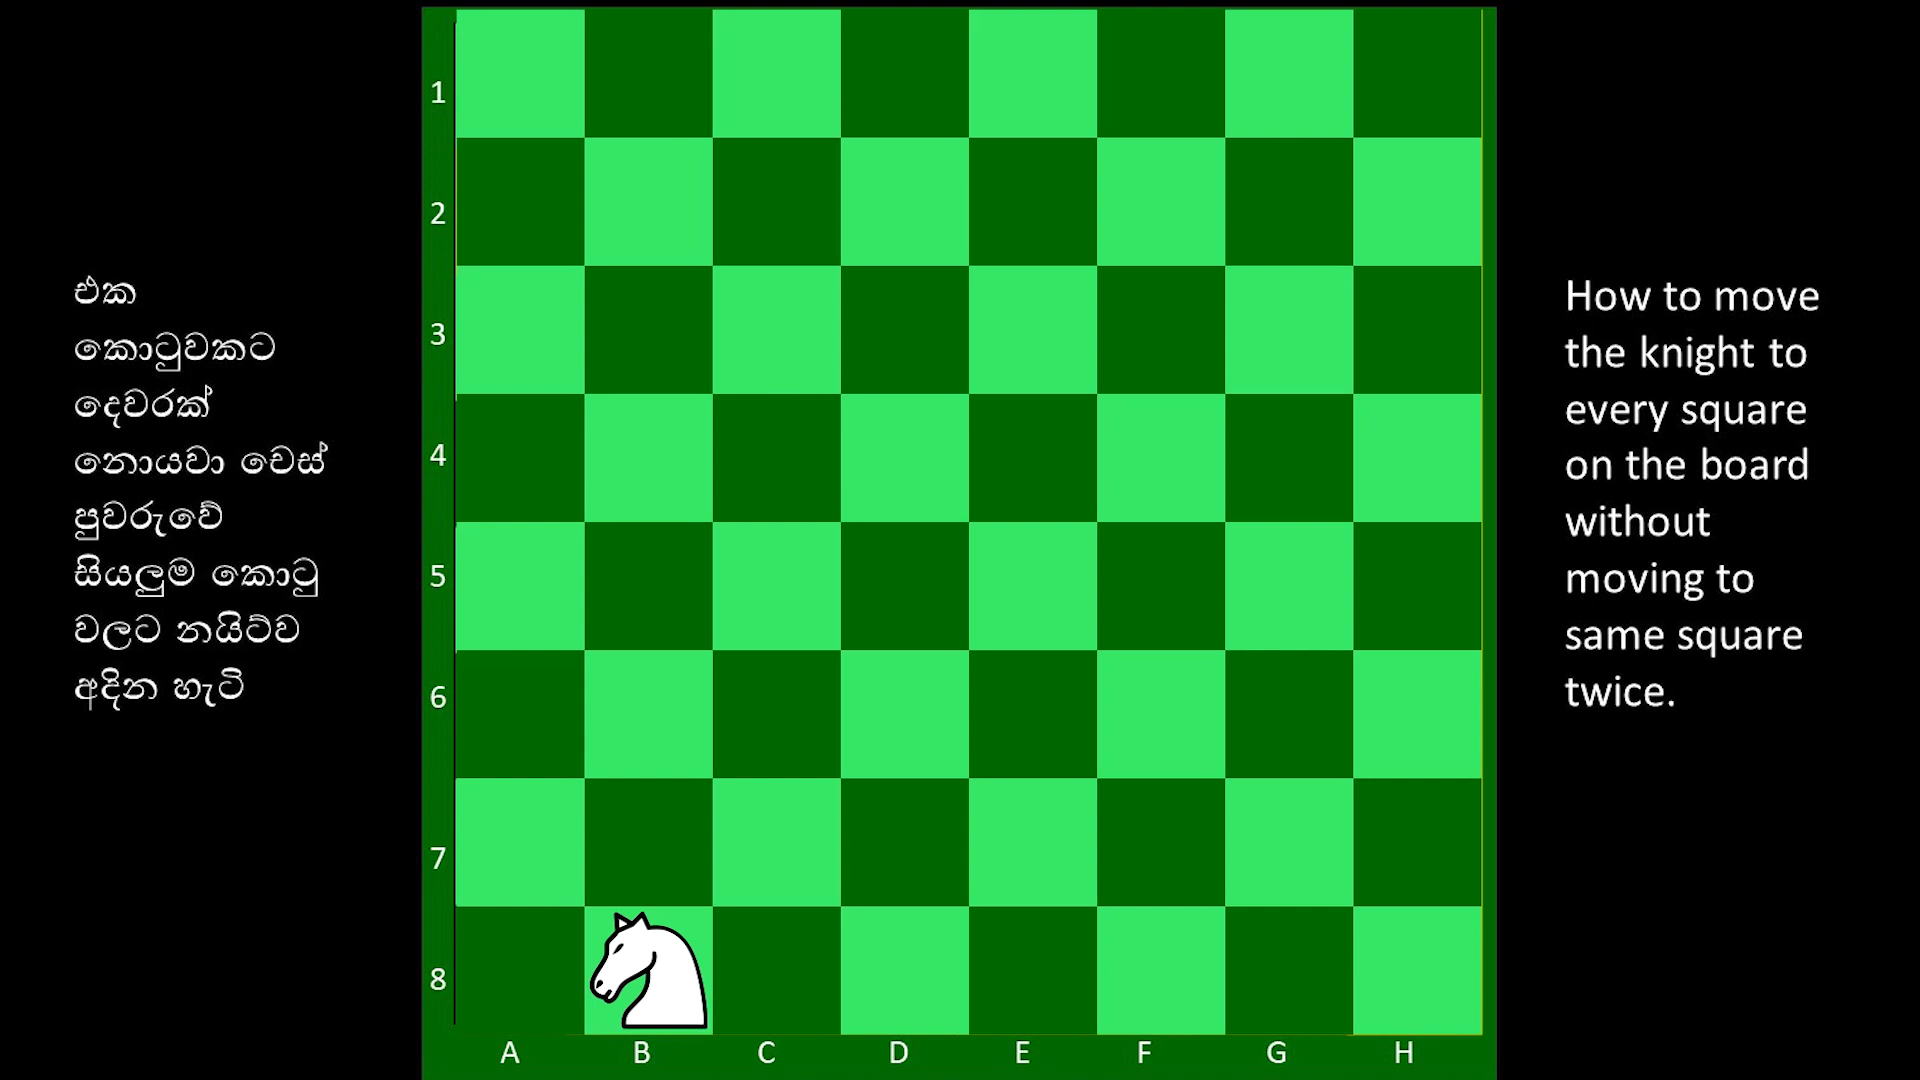 එක
කොටුවකට
දෙවරක්
නොයවා චෙස්
පුවරුවේ
සියලුම කොටු
වලට නයිට්ව
අදින හැටි
1
2
3
4
5
6
7
8
A B C D E F G H
How to move
the knight to
every square
on the board
without
moving to
same square
twice.